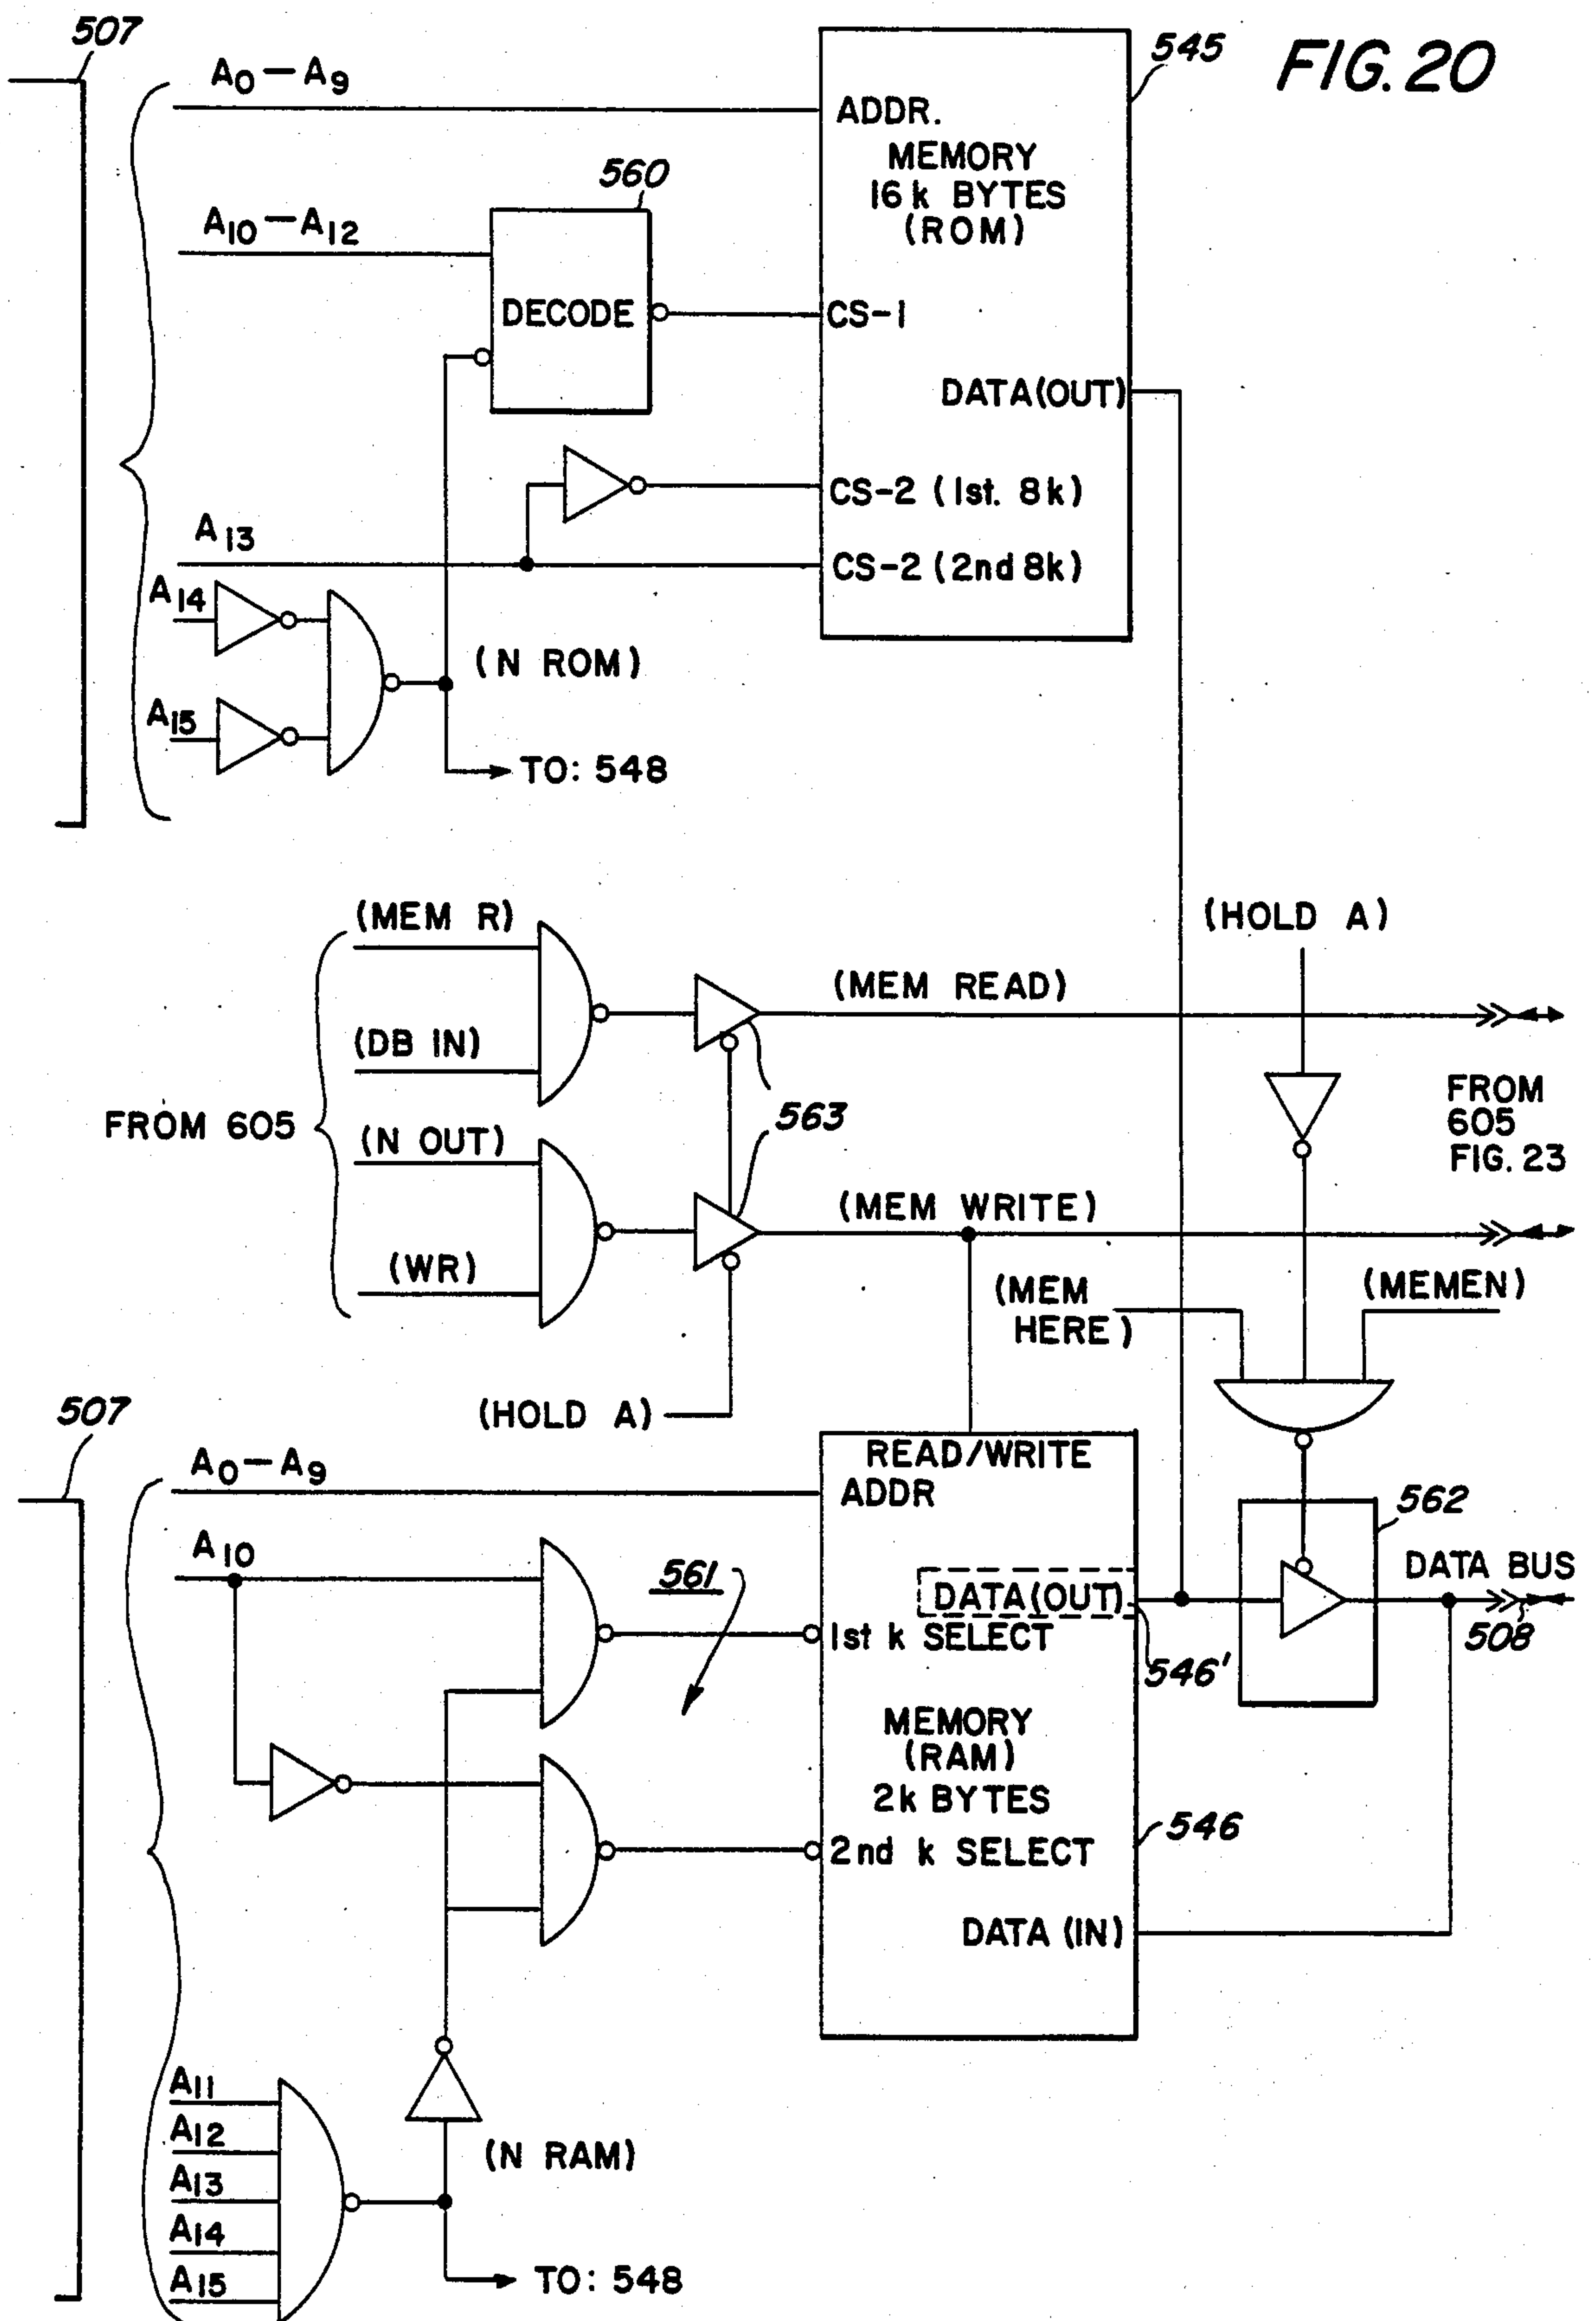 FIG. 20
507
A0–A9
545
ADDR.
MEMORY
16k BYTES
(ROM)
560
A10–A12
DECODE
CS-1
DATA(OUT)
CS-2 (1st. 8k)
A13
CS-2 (2nd 8k)
A14
(N ROM)
A15
TO: 548
(MEM R)
(HOLD A)
(MEM READ)
(DB IN)
563
FROM 605
FROM
605
FIG. 23
(N OUT)
(MEM WRITE)
(WR)
(MEM
HERE)
(MEMEN)
(HOLD A)
507
A0–A9
READ/WRITE
ADDR
562
A10
561
DATA(OUT)
DATA BUS
1st k SELECT
508
546'
MEMORY
(RAM)
2k BYTES
546
2nd k SELECT
DATA (IN)
A11
A12
(N RAM)
A13
A14
A15
TO: 548